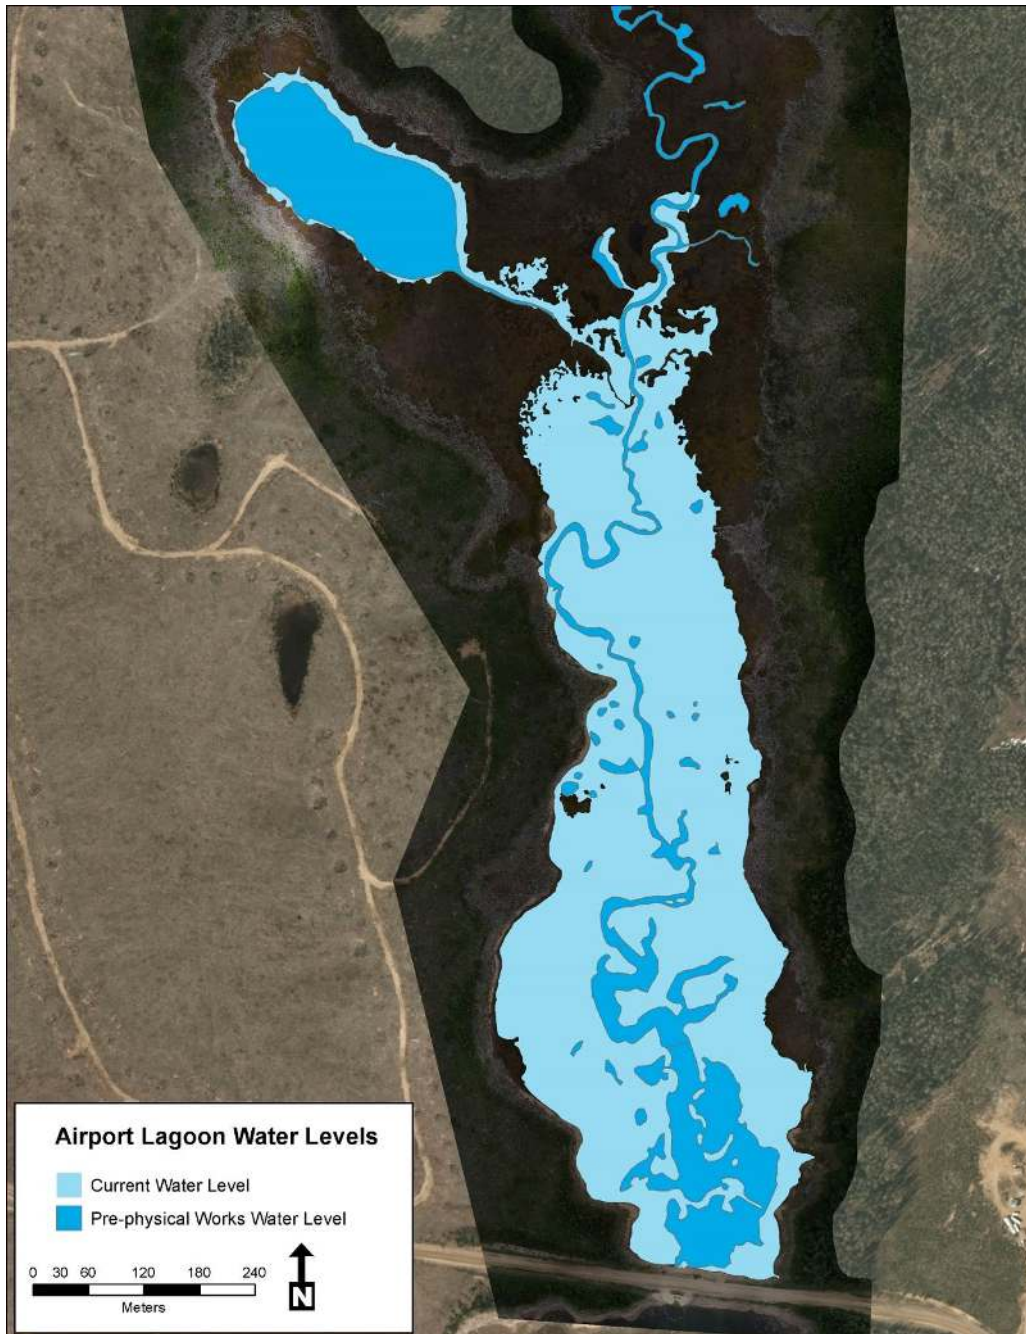 Airport Lagoon Water Levels
Current Water Level
Pre-physical Works Water Level
0 30 60 120 180 240
Meters
N